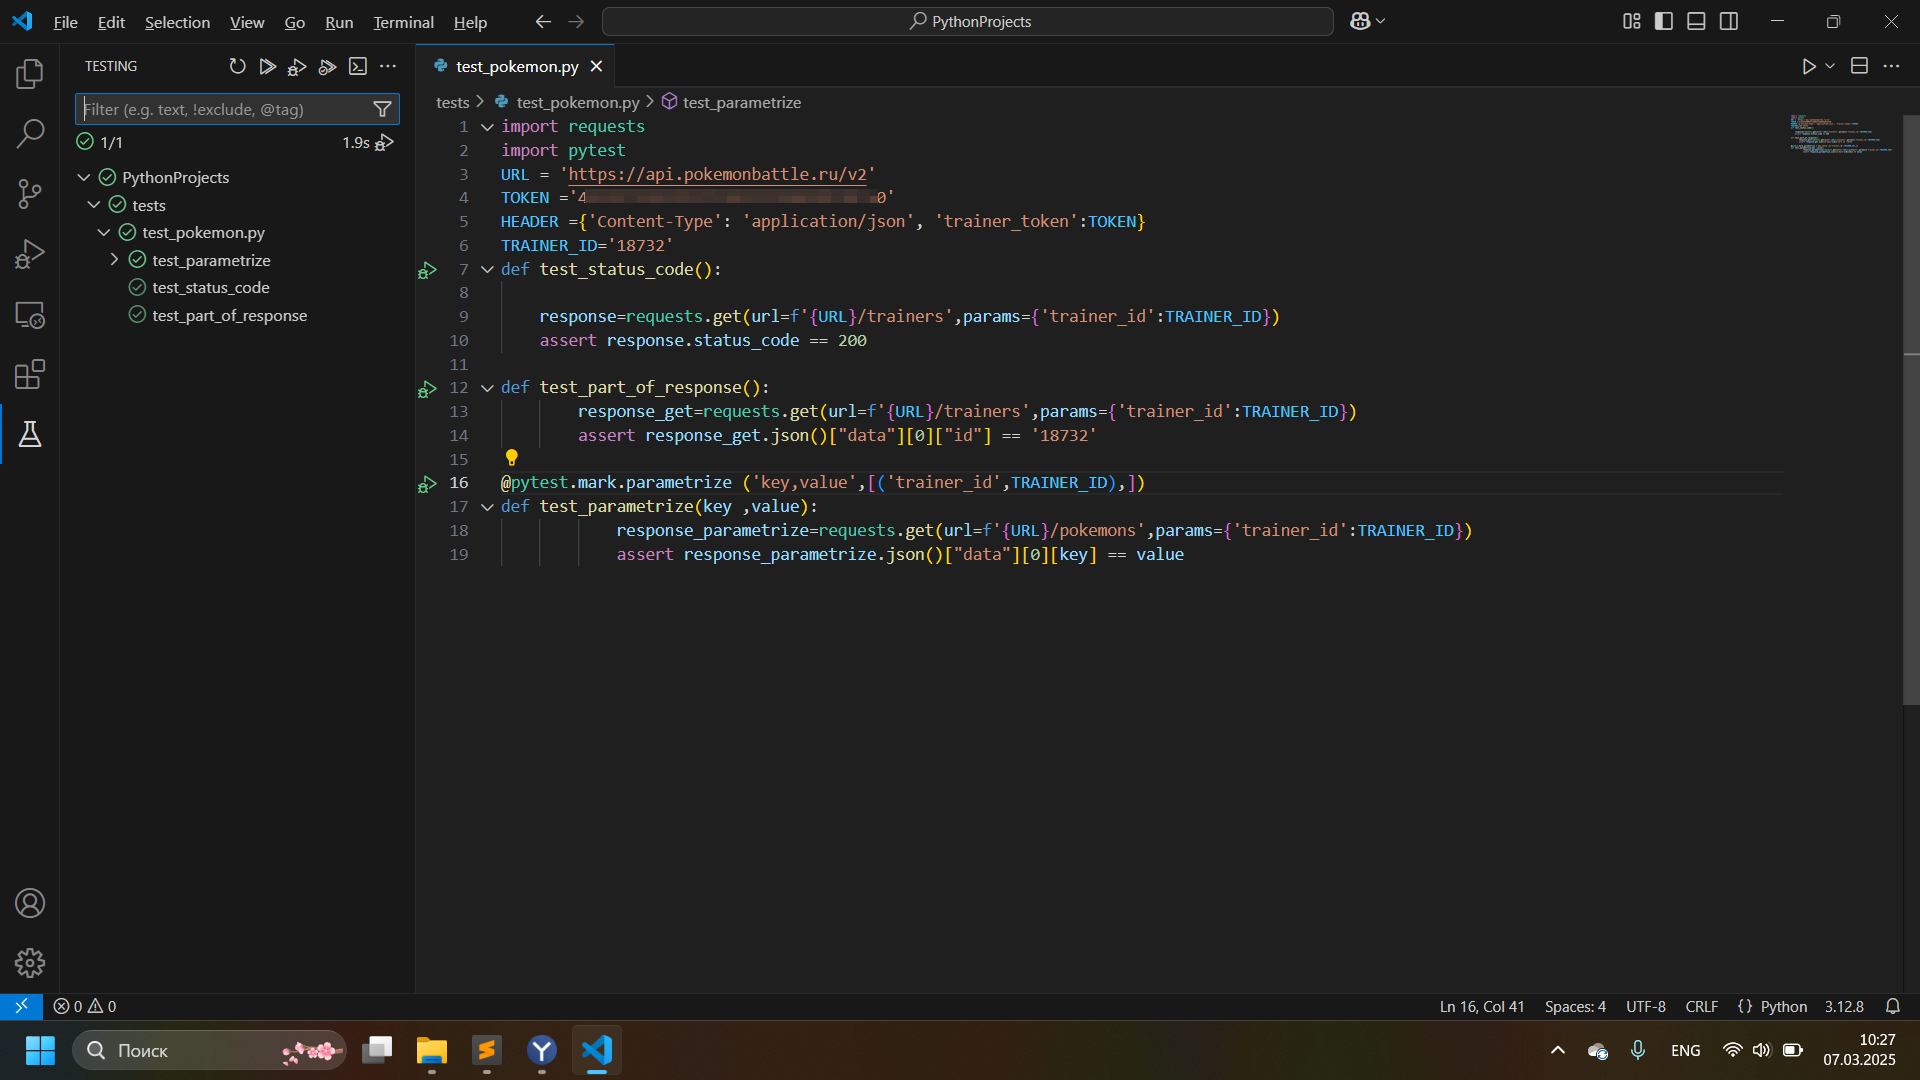 File Edit Selection View Go Run Terminal Help
PythonProjects
TESTING
Filter (e.g. text, !exclude, @tag)
1/1
1.9s
PythonProjects
tests
test_pokemon.py
test_parametrize
test_status_code
test_part_of_response
test_pokemon.py
tests test_pokemon.py test_parametrize
1 import requests
2 import pytest
3 URL = 'https://api.pokemonbattle.ru/v2'
4 TOKEN ='4 0'
5 HEADER ={'Content-Type': 'application/json', 'trainer_token':TOKEN}
6 TRAINER_ID='18732'
7 def test_status_code():
8
9 response=requests.get(url=f'{URL}/trainers',params={'trainer_id':TRAINER_ID})
10 assert response.status_code == 200
11
12 def test_part_of_response():
13 response_get=requests.get(url=f'{URL}/trainers',params={'trainer_id':TRAINER_ID})
14 assert response_get.json()["data"][0]["id"] == '18732'
15
16 @pytest.mark.parametrize ('key,value',[('trainer_id',TRAINER_ID),])
17 def test_parametrize(key ,value):
18 response_parametrize=requests.get(url=f'{URL}/pokemons',params={'trainer_id':TRAINER_ID})
19 assert response_parametrize.json()["data"][0][key] == value
0 0
Ln 16, Col 41
Spaces: 4
UTF-8
CRLF
{} Python
3.12.8
Поиск
ENG
10:27
07.03.2025